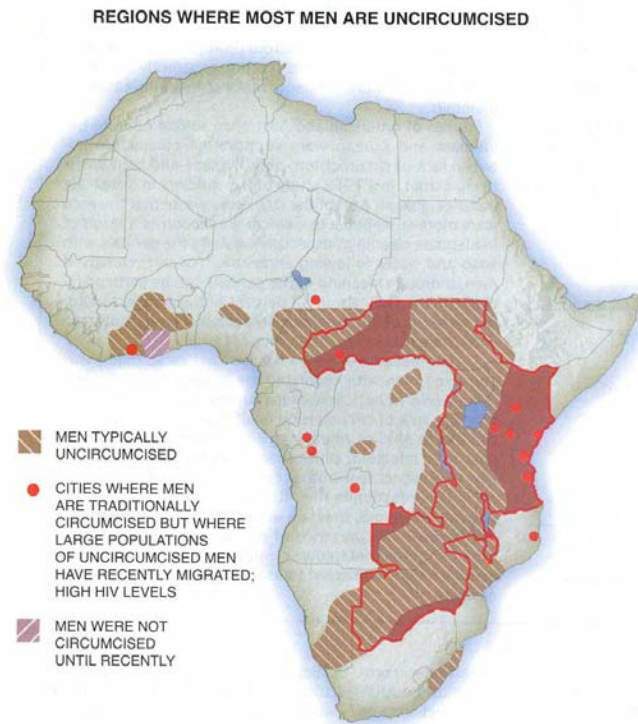 REGIONS WHERE MOST MEN ARE UNCIRCUMCISED
MEN TYPICALLY
UNCIRCUMCISED
CITIES WHERE MEN
ARE TRADITIONALLY
CIRCUMCISED BUT WHERE
LARGE POPULATIONS
OF UNCIRCUMCISED MEN
HAVE RECENTLY MIGRATED;
HIGH HIV LEVELS
MEN WERE NOT
CIRCUMCISED
UNTIL RECENTLY